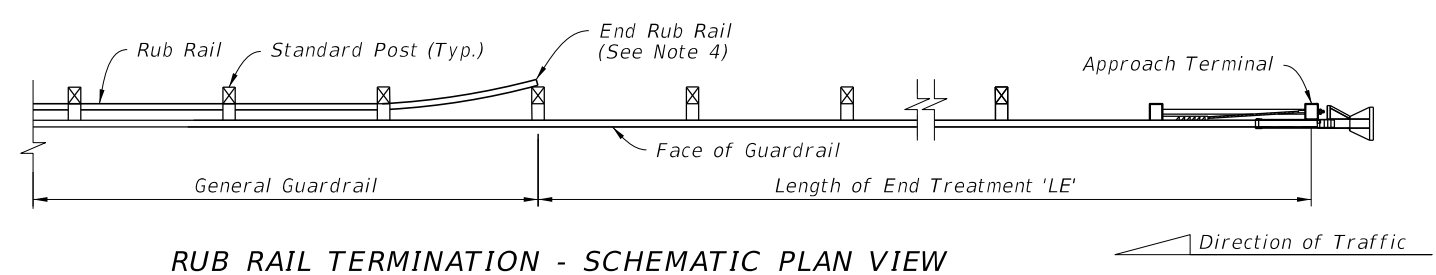 End Rub Rail
(See Note 4)
Rub Rail
Standard Post (Typ.)
Approach Terminal
Face of Guardrail
General Guardrail
Length of End Treatment 'LE'
Direction of Traffic
RUB RAIL TERMINATION - SCHEMATIC PLAN VIEW